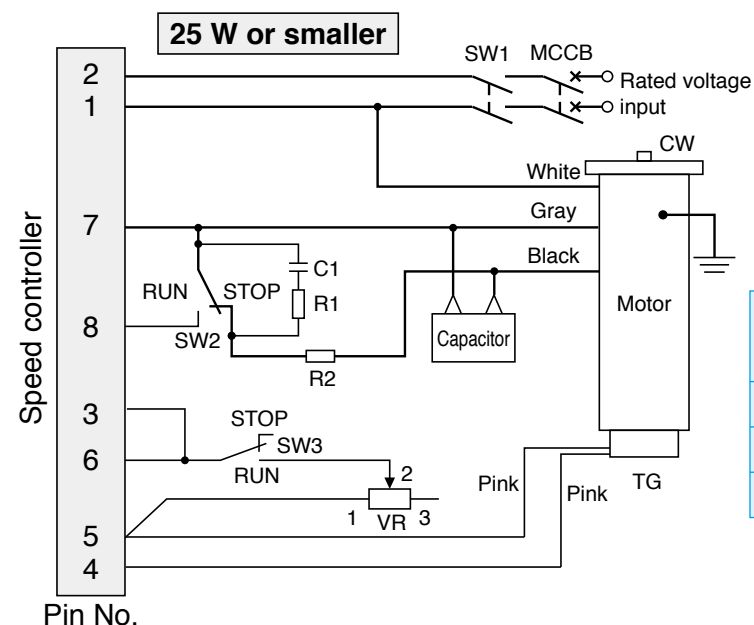 25 W or smaller
SW1 MCCB
2
Rated voltage
1
input
CW
White
7
Gray
Black
C1
RUN STOP
R1
Motor
8
SW2
Capacitor
R2
Speed controller
3
STOP
SW3
6
RUN
2
Pink
Pink
TG
1 VR 3
5
4
Pin No.